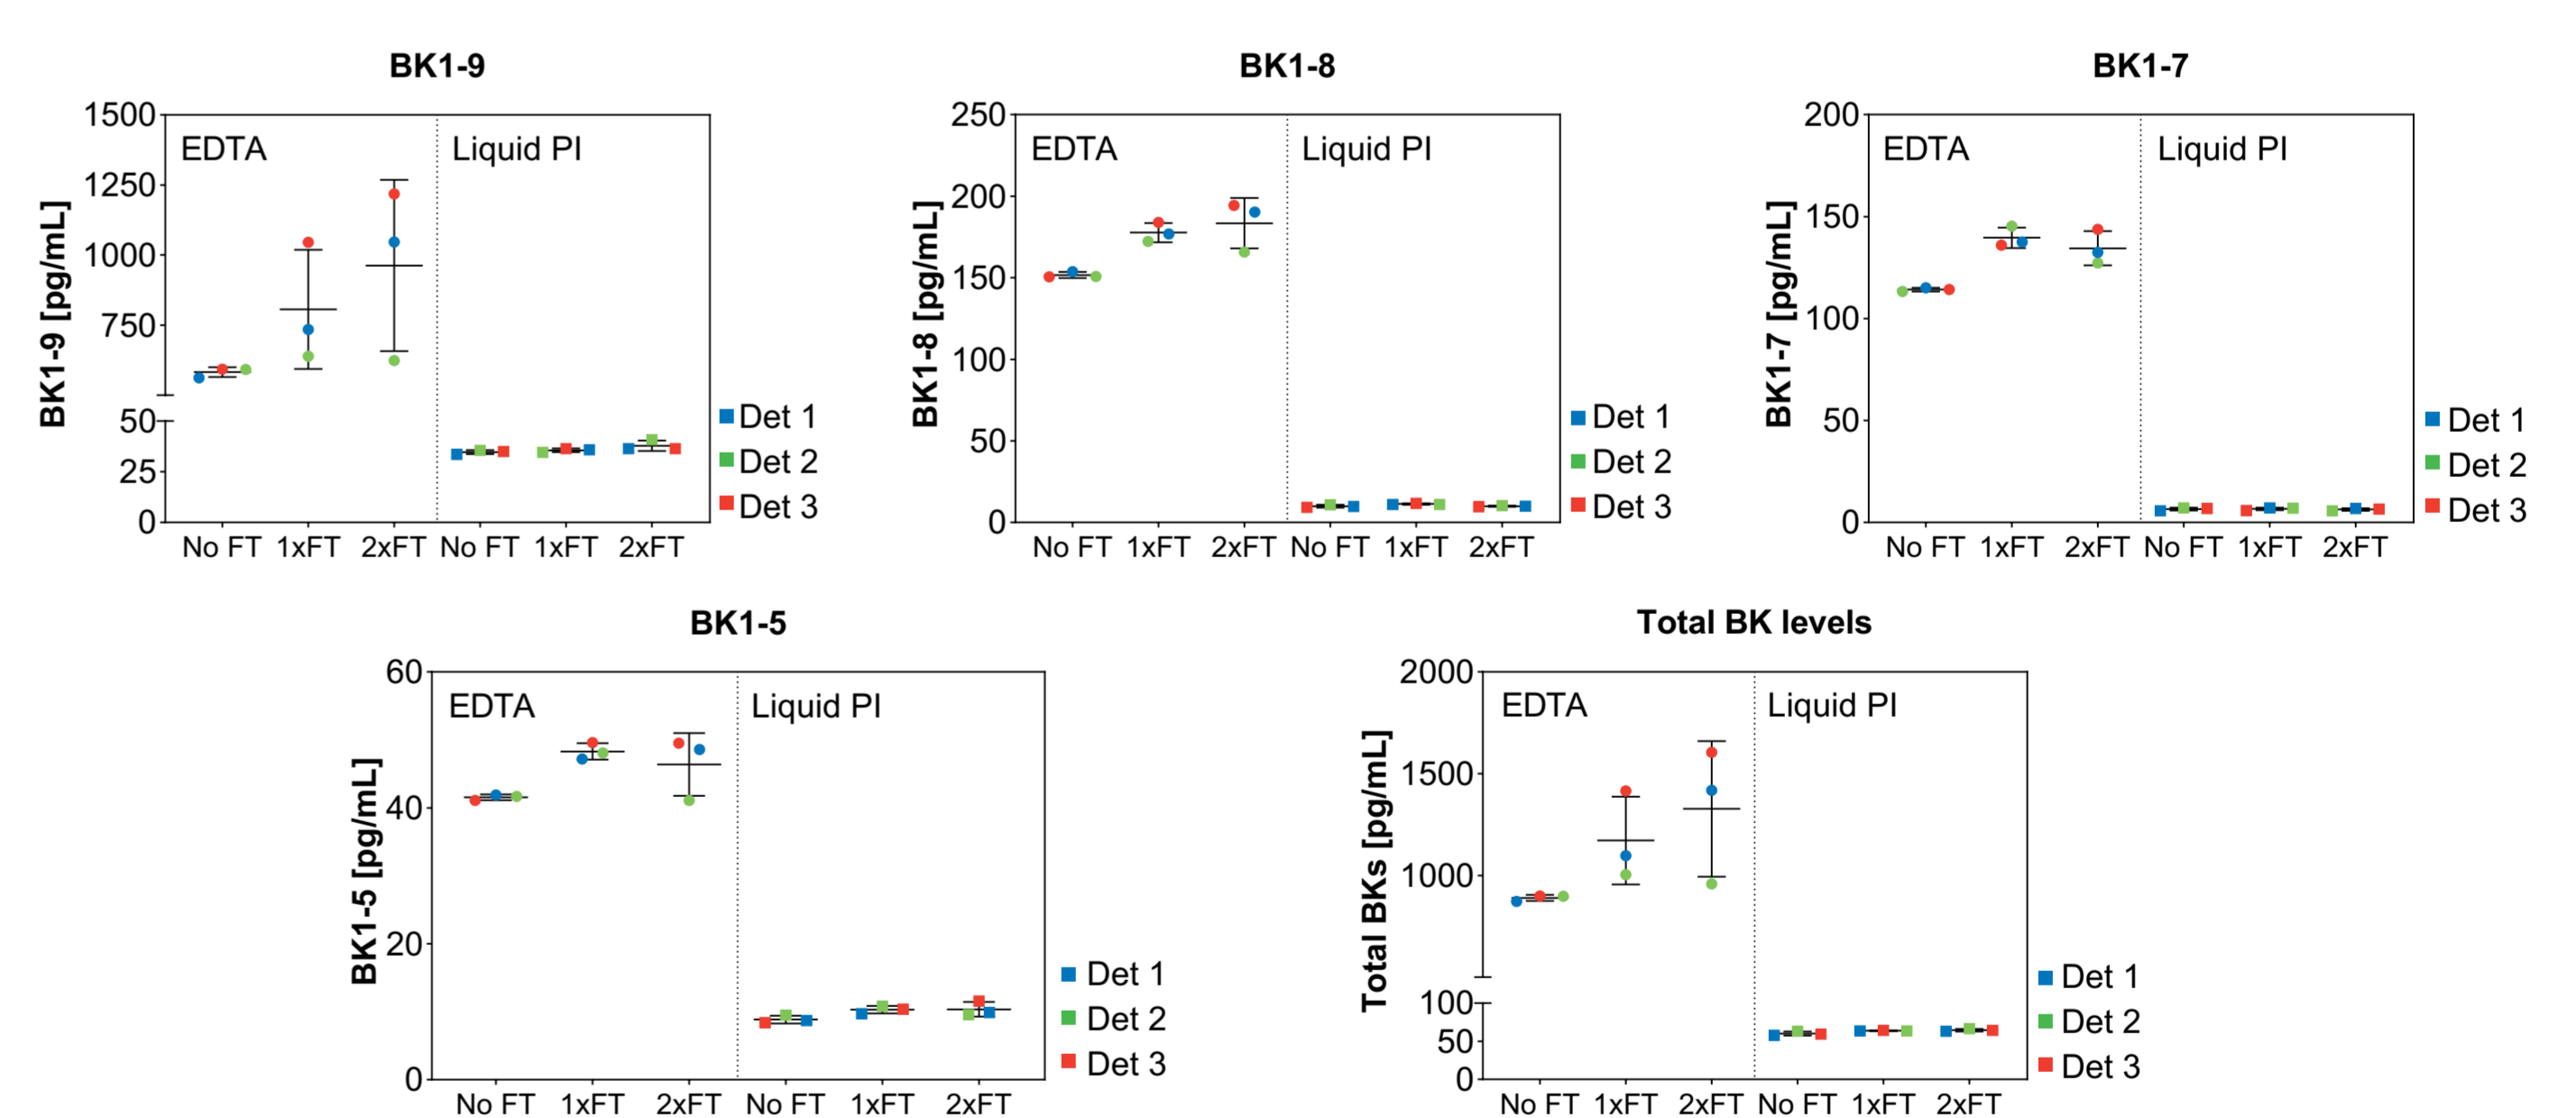 BK1-9
BK1-9 [pg/mL]
1500
1250
1000
750
50
25
0
EDTA
Liquid PI
No FT 1xFT 2xFT No FT 1xFT 2xFT
Det 1
Det 2
Det 3
BK1-8
BK1-8 [pg/mL]
250
200
150
100
50
0
EDTA
Liquid PI
No FT 1xFT 2xFT No FT 1xFT 2xFT
Det 1
Det 2
Det 3
BK1-7
BK1-7 [pg/mL]
200
150
100
50
0
EDTA
Liquid PI
No FT 1xFT 2xFT No FT 1xFT 2xFT
Det 1
Det 2
Det 3
BK1-5
BK1-5 [pg/mL]
60
40
20
0
EDTA
Liquid PI
No FT 1xFT 2xFT No FT 1xFT 2xFT
Det 1
Det 2
Det 3
Total BK levels
Total BKs [pg/mL]
2000
1500
1000
100
50
0
EDTA
Liquid PI
No FT 1xFT 2xFT No FT 1xFT 2xFT
Det 1
Det 2
Det 3